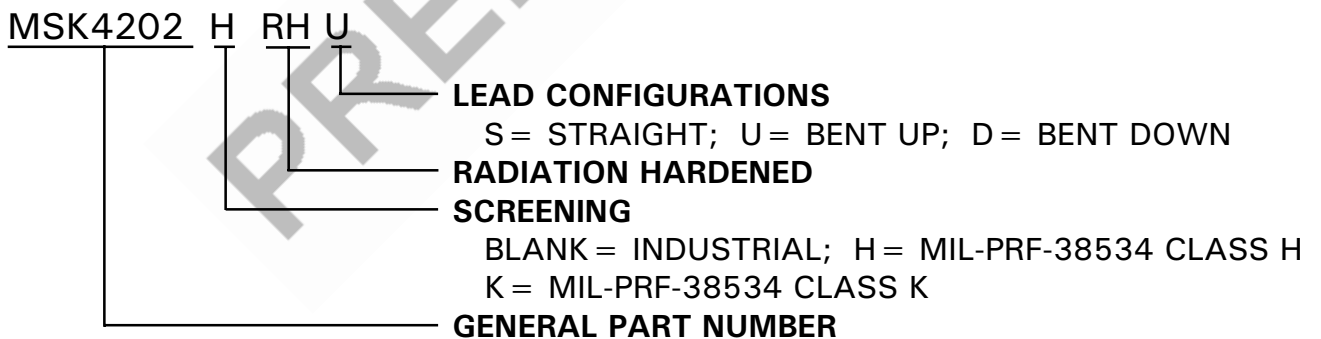 MSK4202 H RH U
LEAD CONFIGURATIONS
S= STRAIGHT; U= BENT UP; D= BENT DOWN
RADIATION HARDENED
SCREENING
BLANK= INDUSTRIAL; H= MIL-PRF-38534 CLASS H
K= MIL-PRF-38534 CLASS K
GENERAL PART NUMBER
PRE